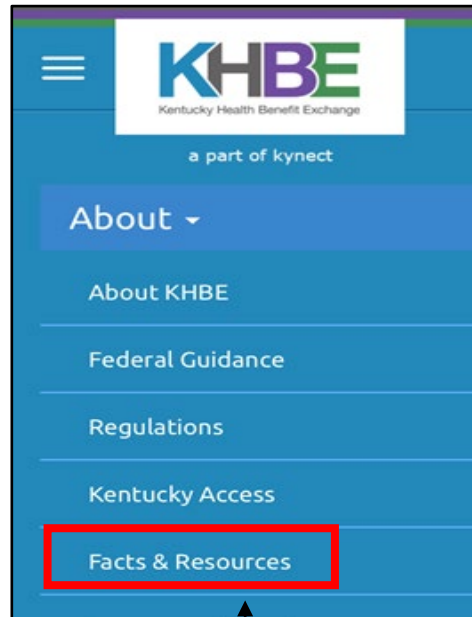 KHBE
Kentucky Health Benefit Exchange
a part of kynect
About
About KHBE
Federal Guidance
Regulations
Kentucky Access
Facts & Resources